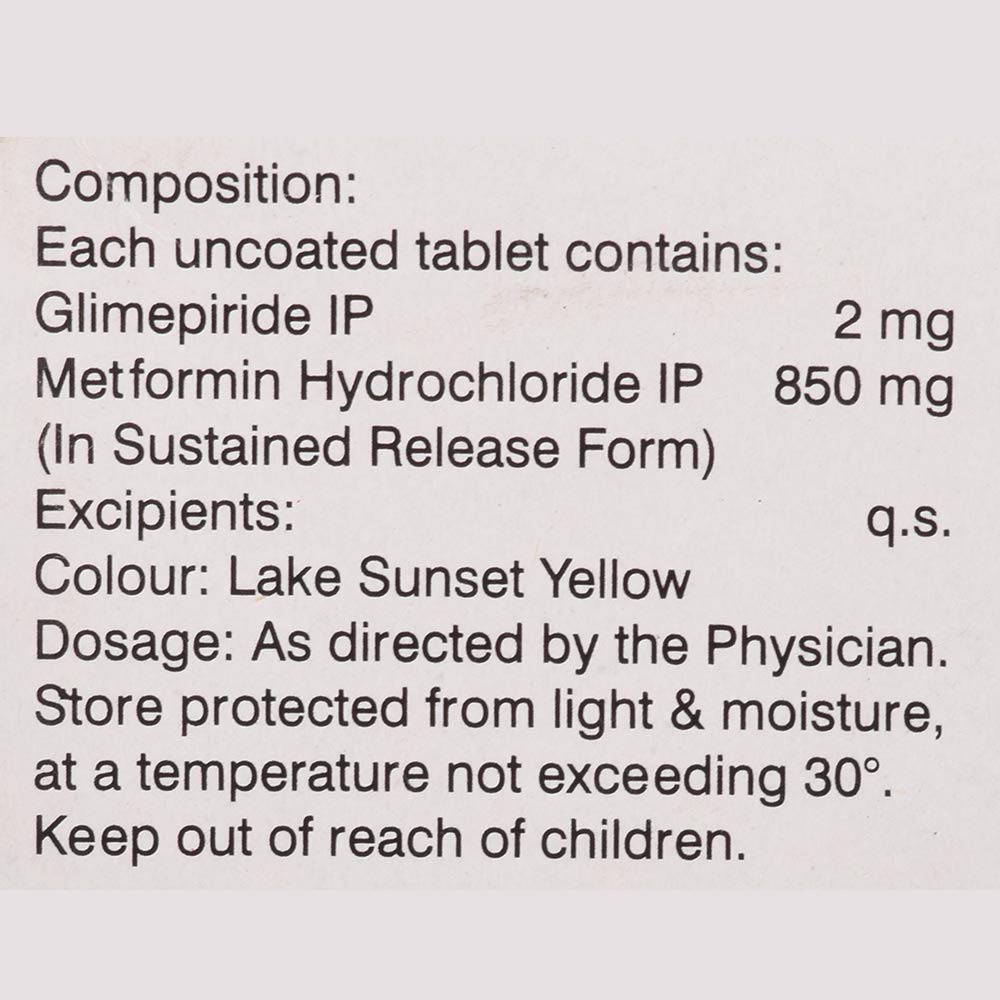 Composition:
Each uncoated tablet contains:
Glimepiride IP 2 mg
Metformin Hydrochloride IP 850 mg
(In Sustained Release Form)
Excipients: q.s.
Colour: Lake Sunset Yellow
Dosage: As directed by the Physician.
Store protected from light & moisture,
at a temperature not exceeding 30°.
Keep out of reach of children.